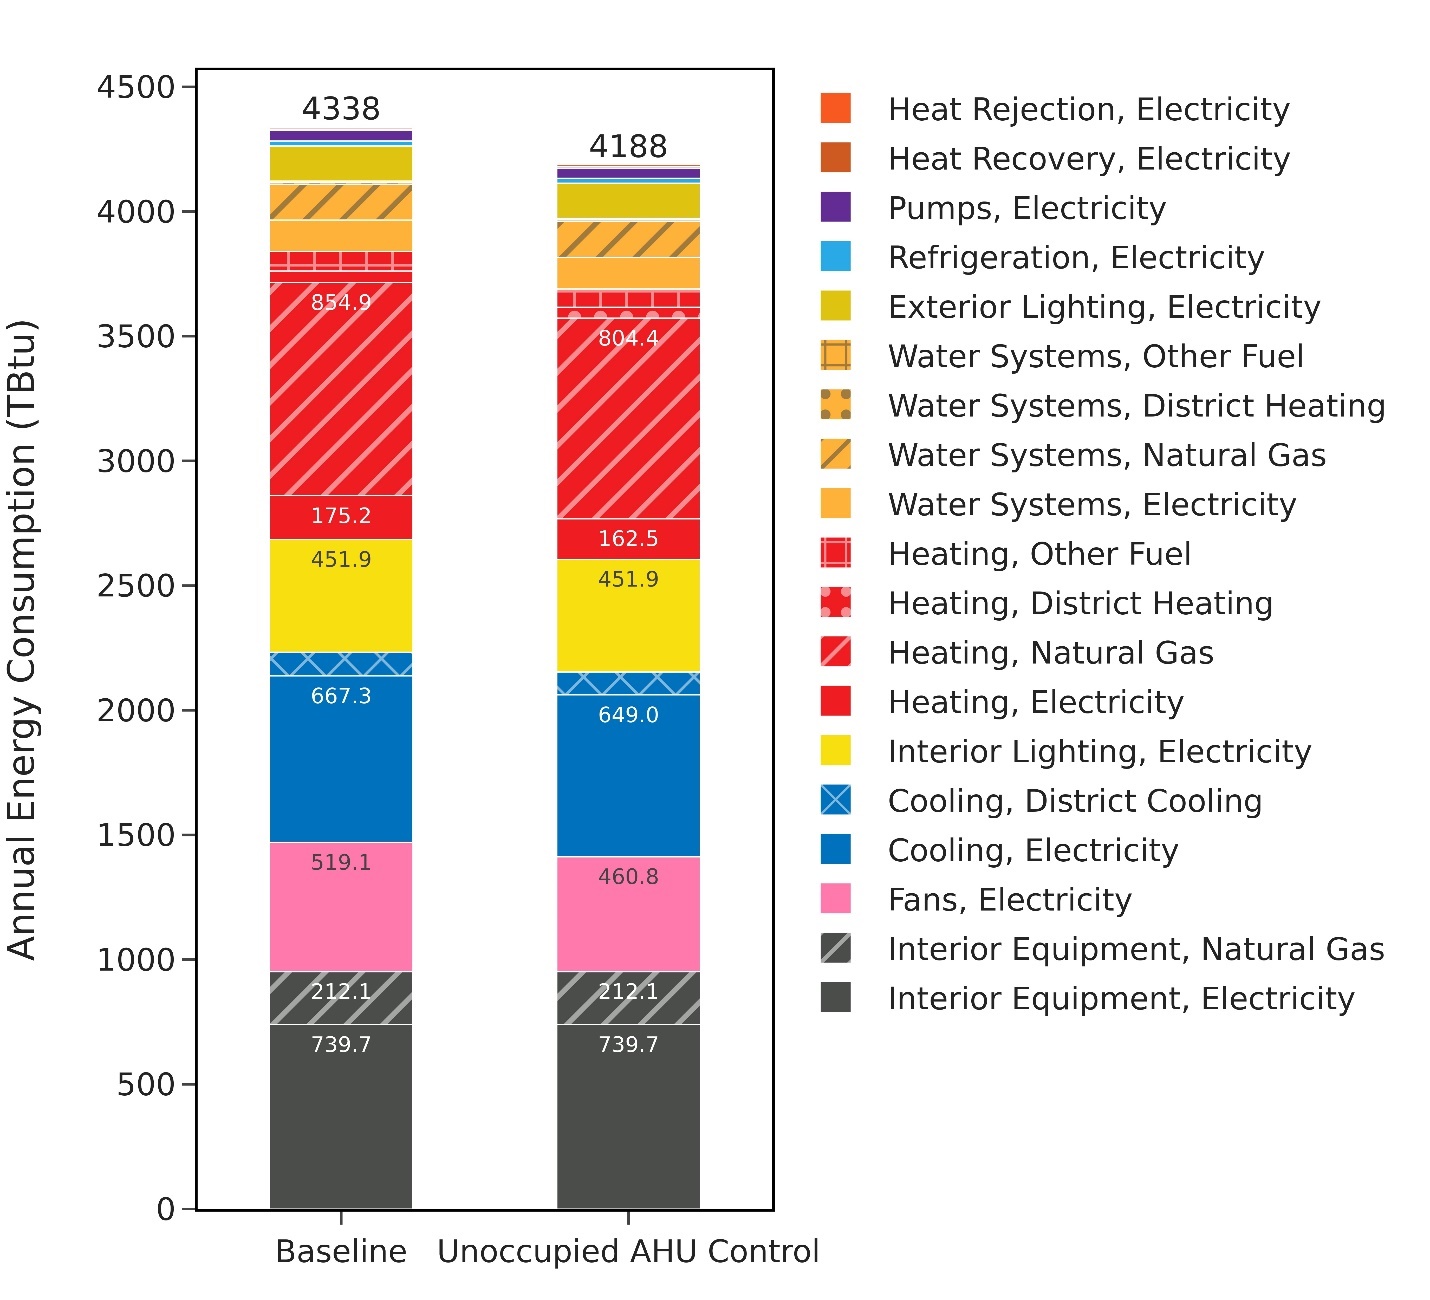 Annual Energy Consumption (TBtu)
4500
4000
3500
3000
2500
2000
1500
1000
500
0
4338
854.9
175.2
451.9
667.3
519.1
212.1
739.7
4188
804.4
162.5
451.9
649.0
460.8
212.1
739.7
Baseline
Unoccupied AHU Control
Heat Rejection, Electricity
Heat Recovery, Electricity
Pumps, Electricity
Refrigeration, Electricity
Exterior Lighting, Electricity
Water Systems, Other Fuel
Water Systems, District Heating
Water Systems, Natural Gas
Water Systems, Electricity
Heating, Other Fuel
Heating, District Heating
Heating, Natural Gas
Heating, Electricity
Interior Lighting, Electricity
Cooling, District Cooling
Cooling, Electricity
Fans, Electricity
Interior Equipment, Natural Gas
Interior Equipment, Electricity